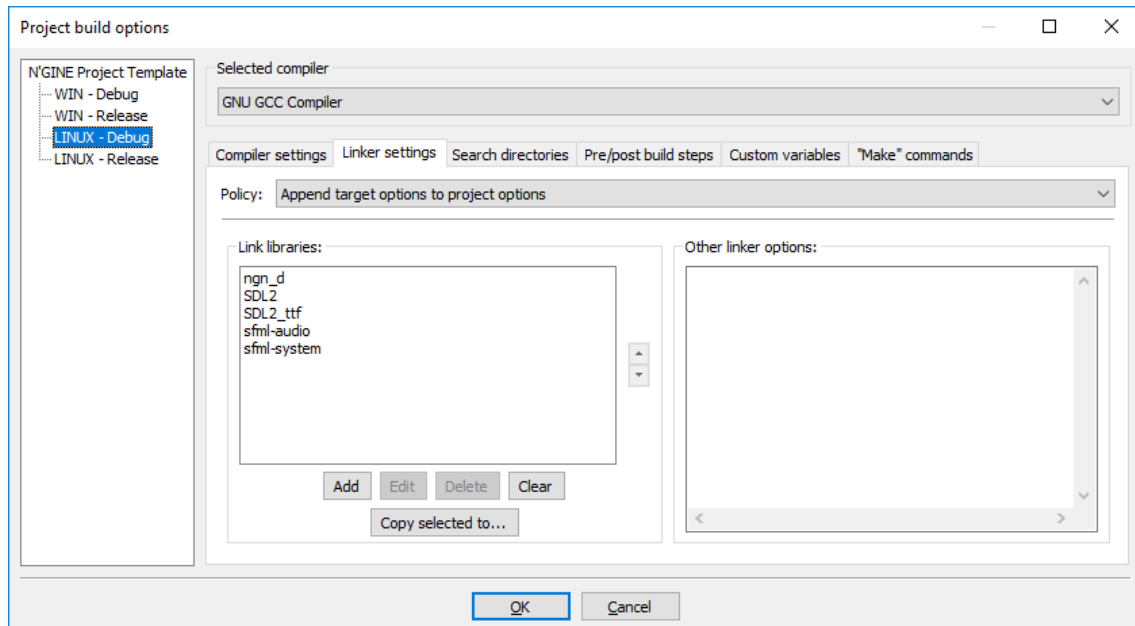 Project build options
N'GINE Project Template
WIN - Debug
WIN - Release
LINUX - Debug
LINUX - Release
Selected compiler
GNU GCC Compiler
Compiler settings Linker settings Search directories Pre/post build steps Custom variables "Make" commands
Policy: Append target options to project options
Link libraries:
ngn_d
SDL2
SDL2_ttf
sfml-audio
sfml-system
Add Edit Delete Clear
Copy selected to...
Other linker options:
OK Cancel